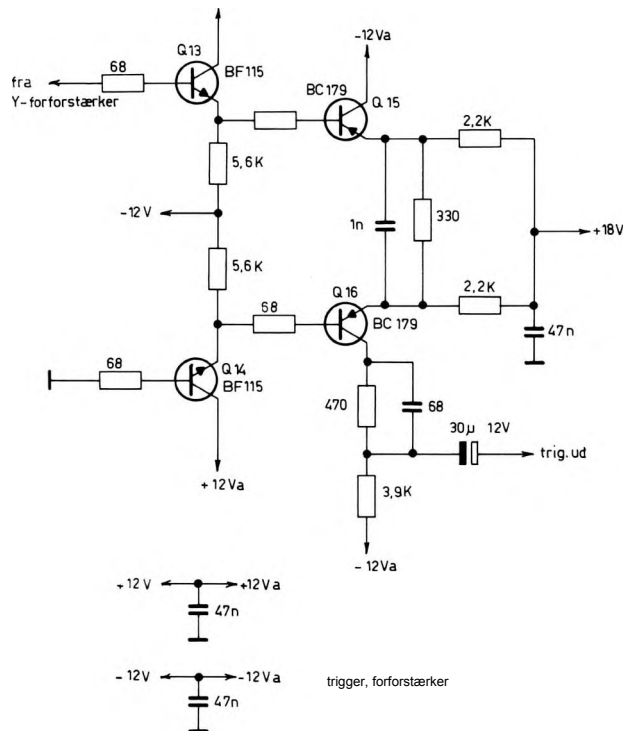 Q13
68
BF115
fra
Y-forforstærker
-12Va
BC179
Q15
2,2K
5,6K
-12V
1n
330
+18V
5,6K
Q16
68
BC179
2,2K
47n
68
Q14
BF115
470
68
30µ 12V
trig.ud
+12Va
3,9K
-12Va
+12V
+12Va
47n
-12V
-12Va
47n
trigger, forforstærker